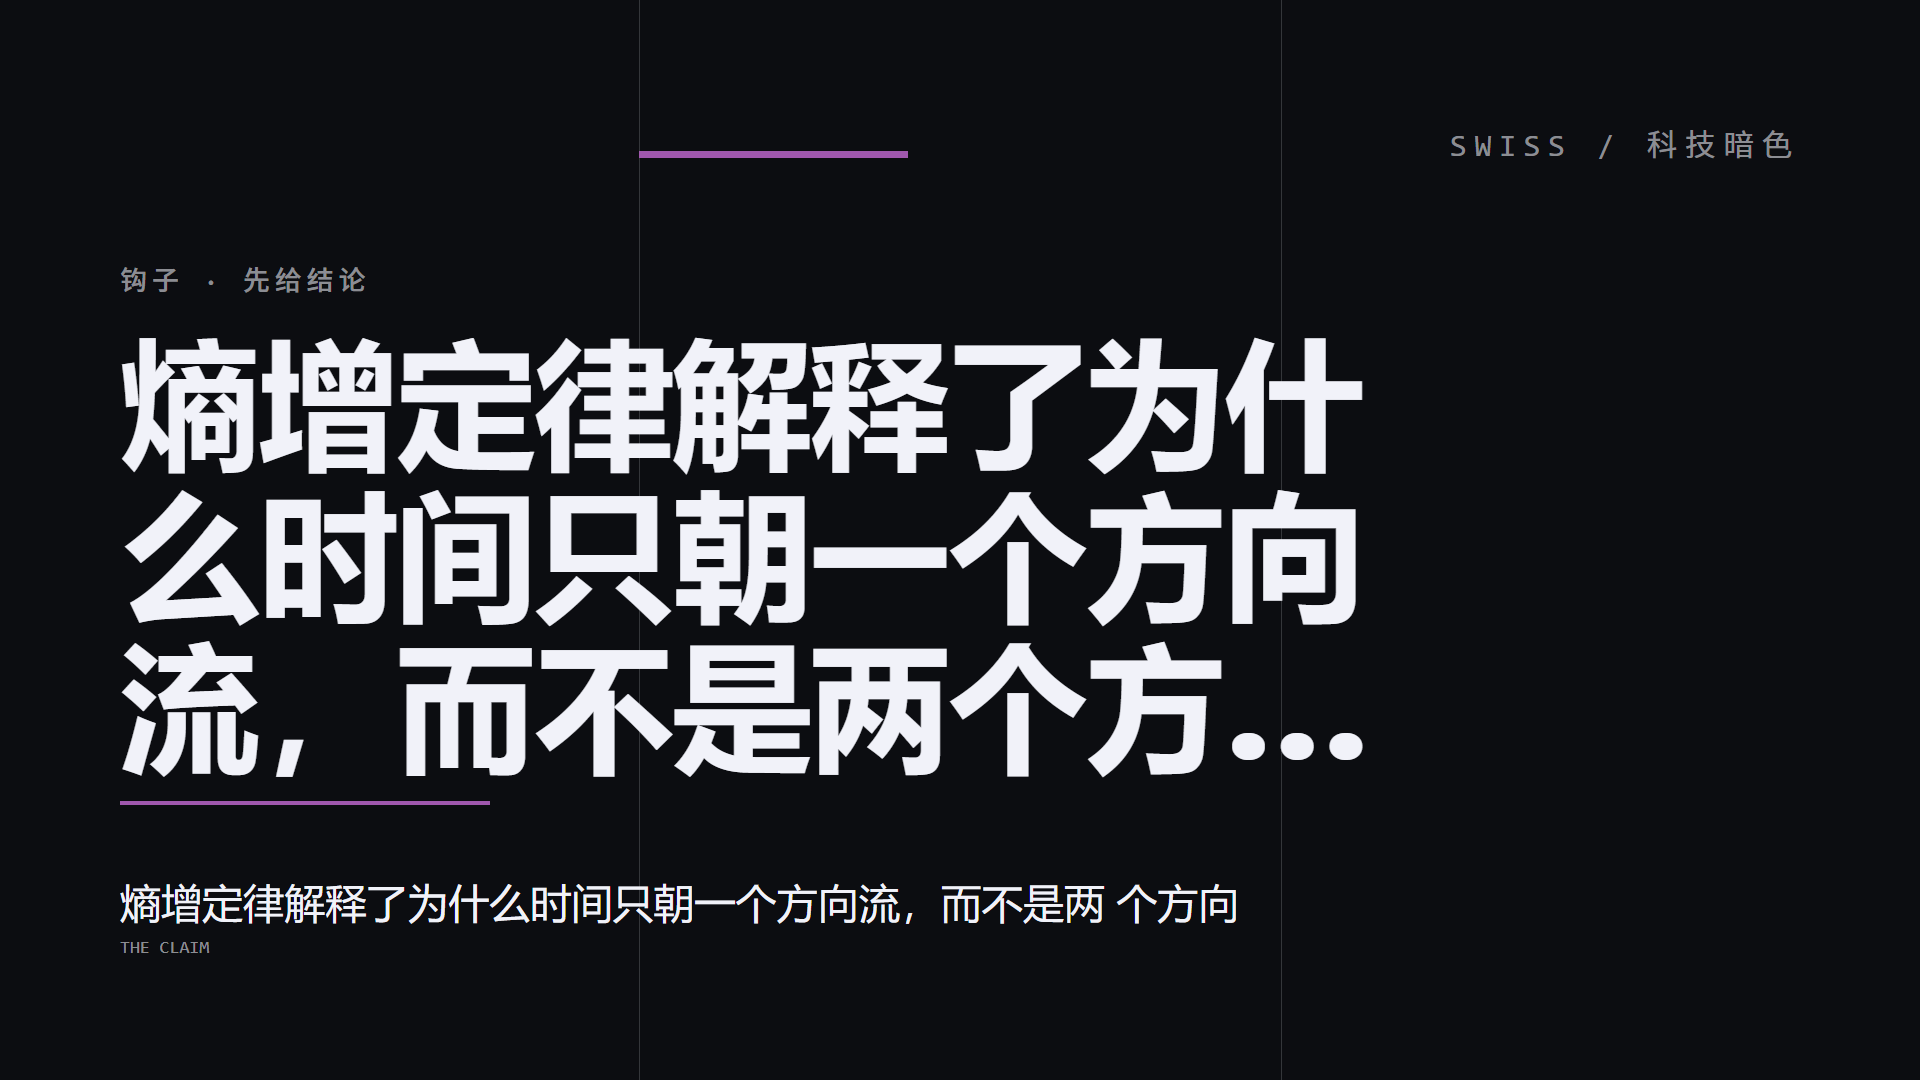 SWISS / 科技暗色
钩子 · 先给结论
熵增定律解释了为什
么时间只朝一个方向
流，而不是两个方...
熵增定律解释了为什么时间只朝一个方向流，而不是两 个方向
THE CLAIM